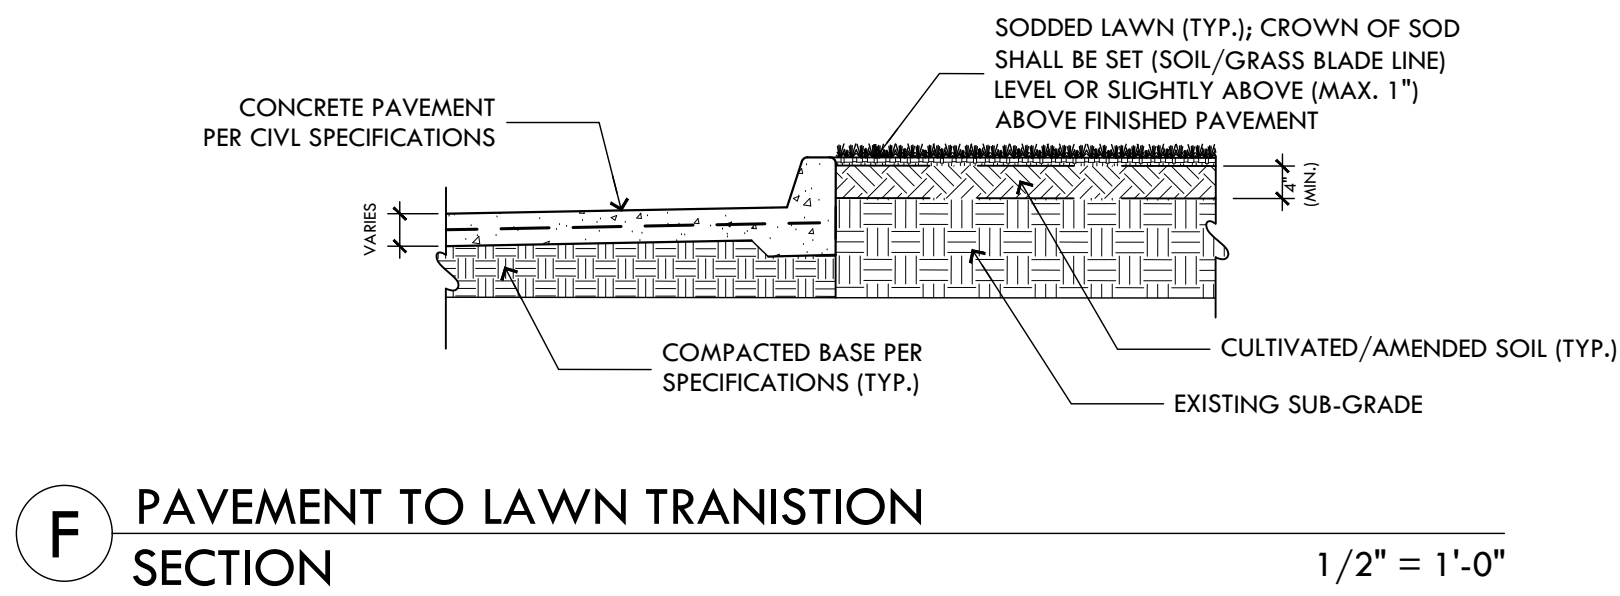 SODDED LAWN (TYP.); CROWN OF SOD
SHALL BE SET (SOIL/GRASS BLADE LINE)
LEVEL OR SLIGHTLY ABOVE (MAX. 1")
ABOVE FINISHED PAVEMENT
CONCRETE PAVEMENT
PER CIVL SPECIFICATIONS
VARIES
4"
(MIN.)
COMPACTED BASE PER
SPECIFICATIONS (TYP.)
CULTIVATED/AMENDED SOIL (TYP.)
EXISTING SUB-GRADE
F
PAVEMENT TO LAWN TRANISTION
SECTION
1/2" = 1'-0"